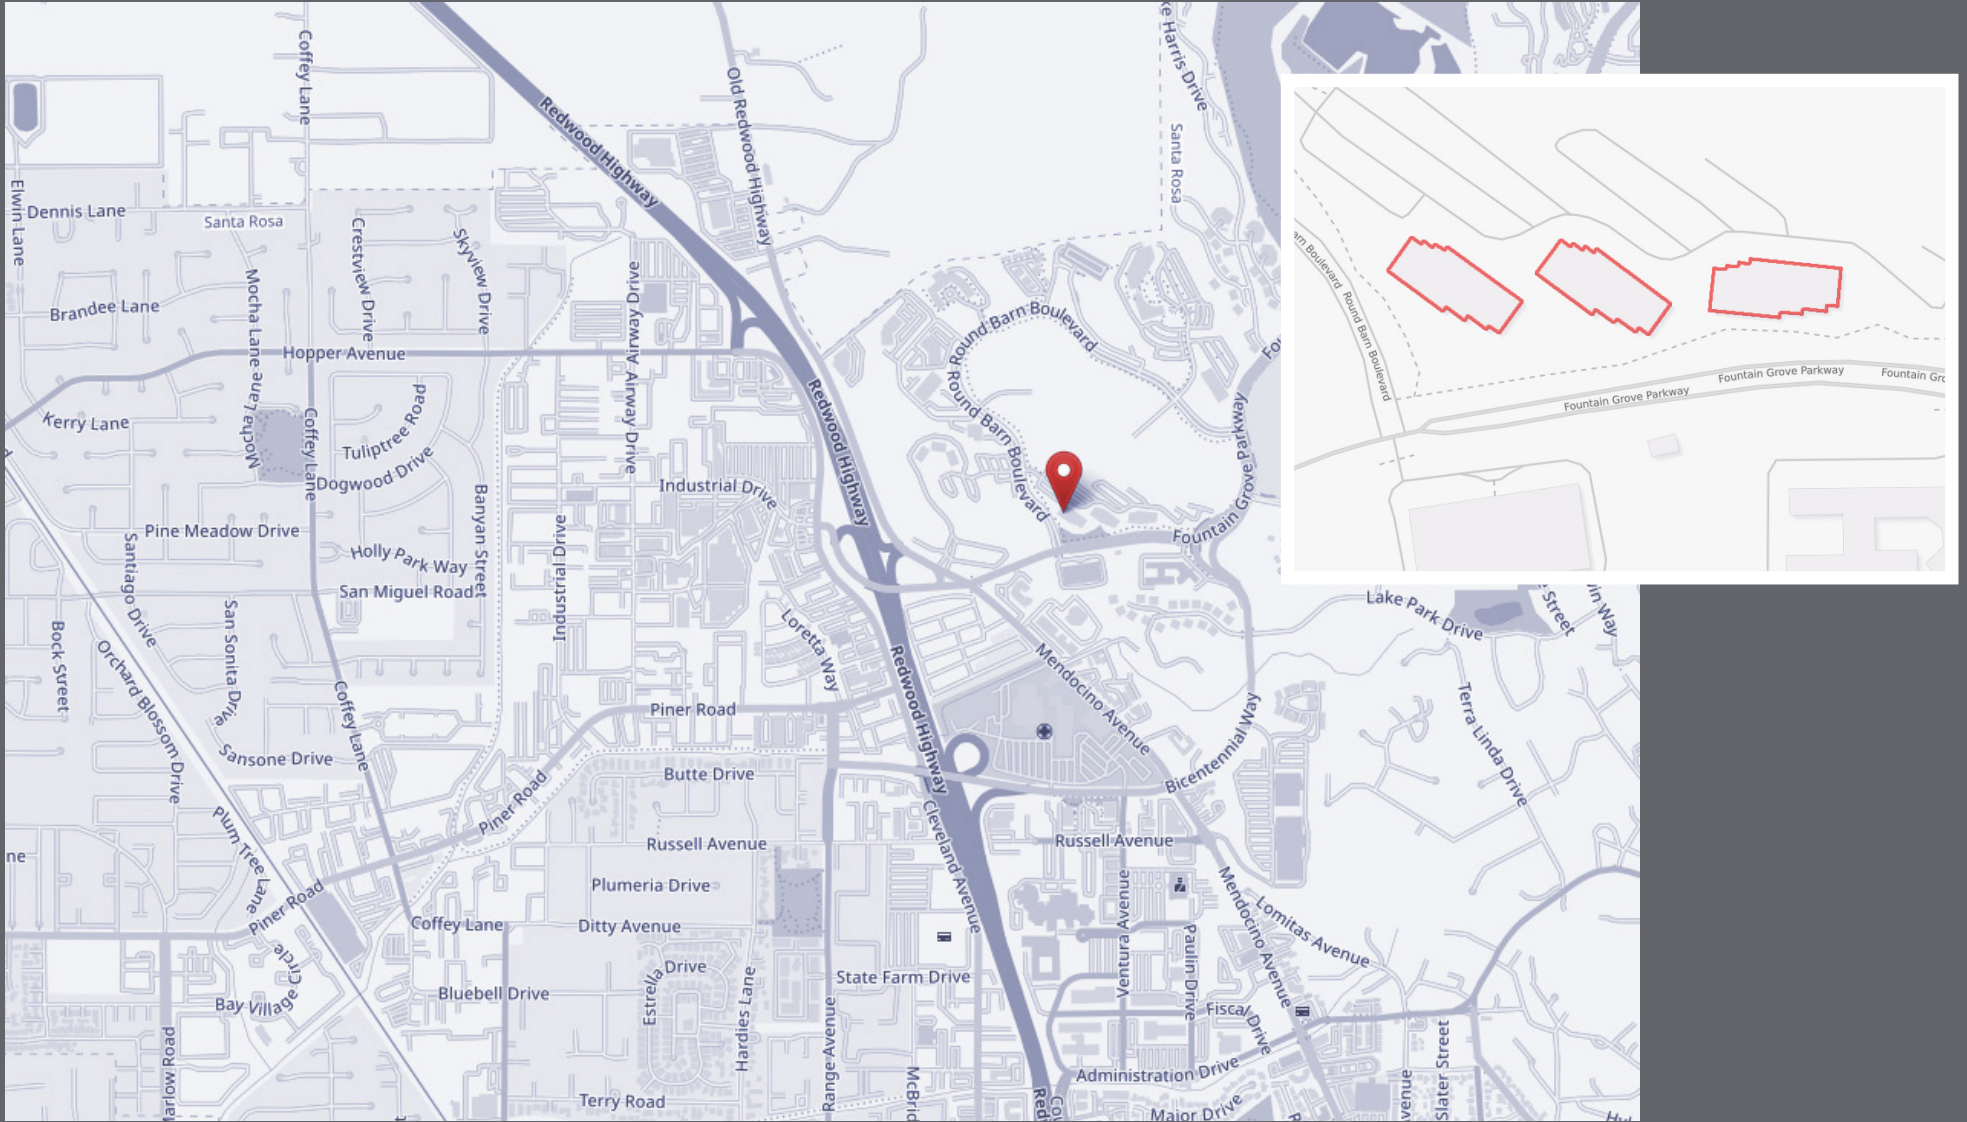 Coffey Lane
Redwood Highway
Old Redwood Highway
Harris Drive
Santa Rosa
Elwin Lane
Dennis Lane
Santa Rosa
Crestview Drive
Skyview Drive
Mocha Lane
Mocha Lane
Brandee Lane
Airway Drive
Airway Drive
Hopper Avenue
Round Barn Boulevard
Round Barn Boulevard
Redwood Highway
Kerry Lane
Coffey Lane
Tuliptree Road
Dogwood Drive
Banyan Street
Industrial Drive
Industrial Drive
Fountain Grove Parkway
Pine Meadow Drive
Holly Park Way
San Miguel Road
Santiago Drive
San Sonita Drive
Bock Street
Orchard Blossom Drive
Loretta Way
Redwood Highway
Mendocino Avenue
Coffey Lane
Piner Road
Sansone Drive
Butte Drive
Piner Road
Bicentennial Way
Terra Linda Drive
Lake Park Drive
Street
Plum Tree Lane
Cleveland Avenue
Russell Avenue
Russell Avenue
Plumeria Drive
Piner Road
Coffey Lane
Ditty Avenue
Mendocino Avenue
Lomitas Avenue
Ventura Avenue
Paulin Drive
Circle
Bay Village
Bluebell Drive
Estrella Drive
Hardies Lane
State Farm Drive
Range Avenue
Fiscal Drive
Administration Drive
Slater Street
Terry Road
Major Drive
Round Barn Boulevard
Fountain Grove Parkway
Fountain Grove Parkway